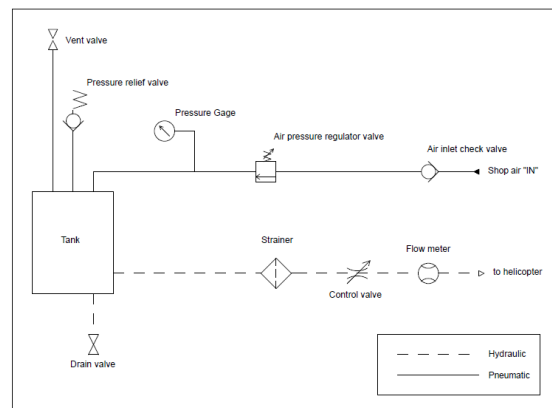 Vent valve
Pressure relief valve
Pressure Gage
Air pressure regulator valve
Air inlet check valve
Shop air "IN"
Tank
Strainer
Flow meter
to helicopter
Control valve
Drain valve
Hydraulic
Pneumatic